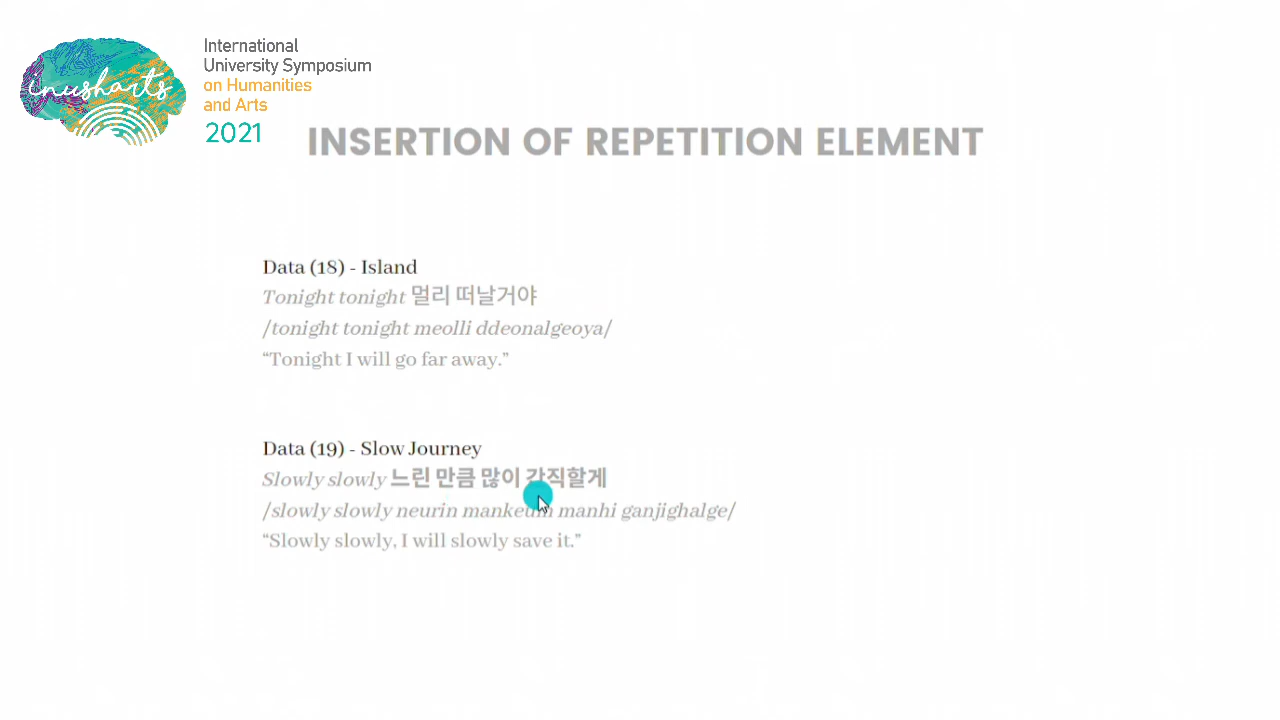 inusharts
International
University Symposium
on Humanities
and Arts
2021
INSERTION OF REPETITION ELEMENT
Data (18) - Island
Tonight tonight 멀리 떠날거야
/tonight tonight meolli ddeonalgeoya/
“Tonight I will go far away.”
Data (19) - Slow Journey
Slowly slowly 느린 만큼 많이 간직할게
/slowly slowly neurin mankeum manhi ganjighalge/
“Slowly slowly, I will slowly save it.”